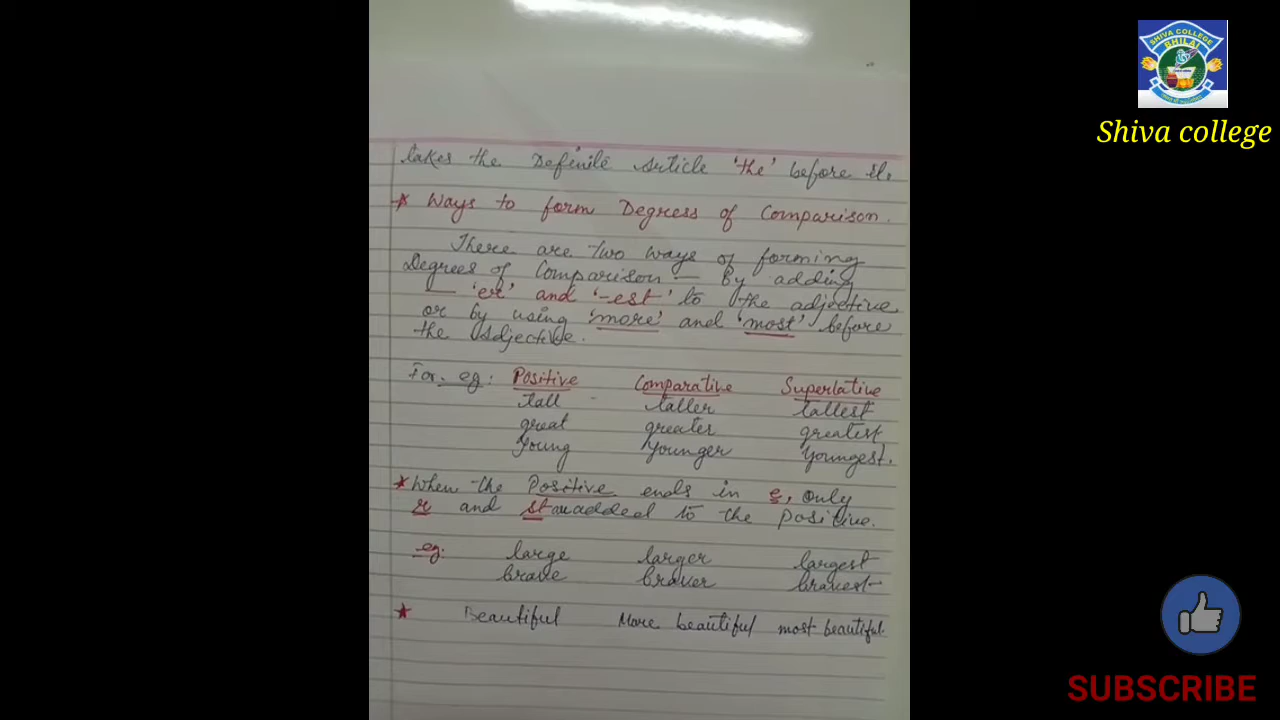 takes the Definite Article 'the' before it.
* Ways to form Degress of Comparison.
There are two ways of forming
Degrees of Comparison — By adding
— 'er' and '-est' to the adjective
or by using 'more' and 'most' before
the Adjective.
For. eg: Positive Comparative Superlative
tall taller tallest
great greater greatest
Young Younger Youngest.
* When the Positive ends in e, only
r and st are added to the positive.
eg. large larger largest
brave braver bravest
* Beautiful More beautiful most beautiful.
SHIVA COLLEGE
BHILAI
Shiva college
SUBSCRIBE